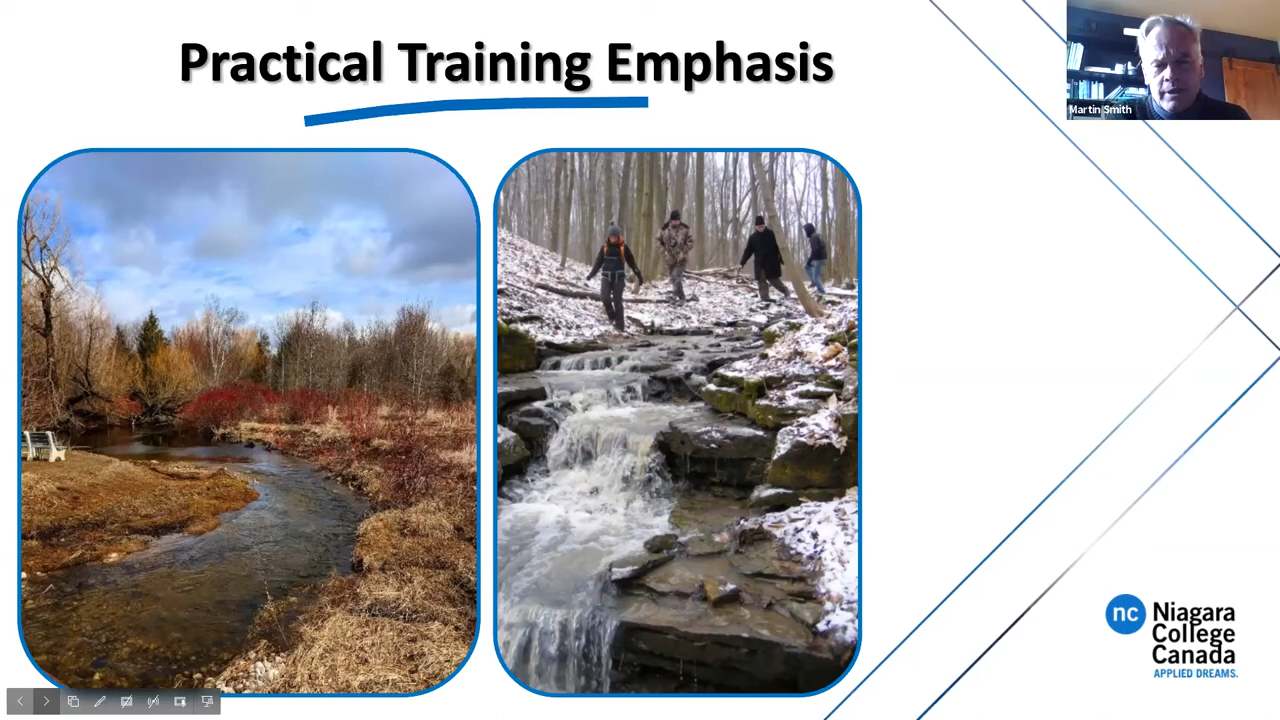 Practical Training Emphasis
Martin Smith
nc
Niagara
College
Canada
APPLIED DREAMS.